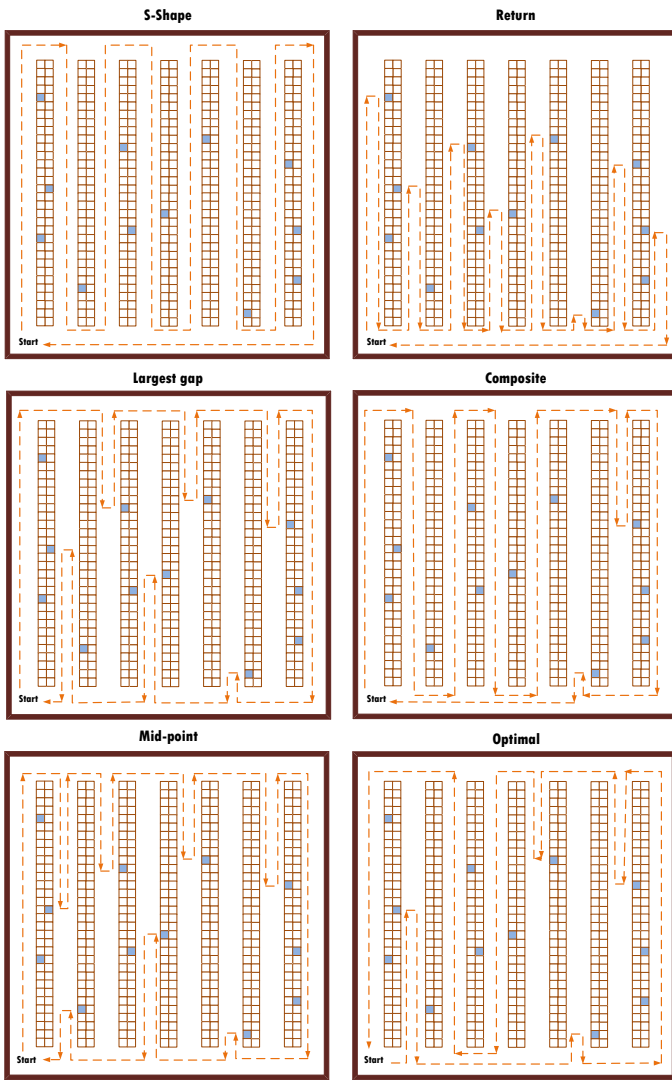 S-Shape
Return
Start
Start
Largest gap
Composite
Start
Start
Mid-point
Optimal
Start
Start